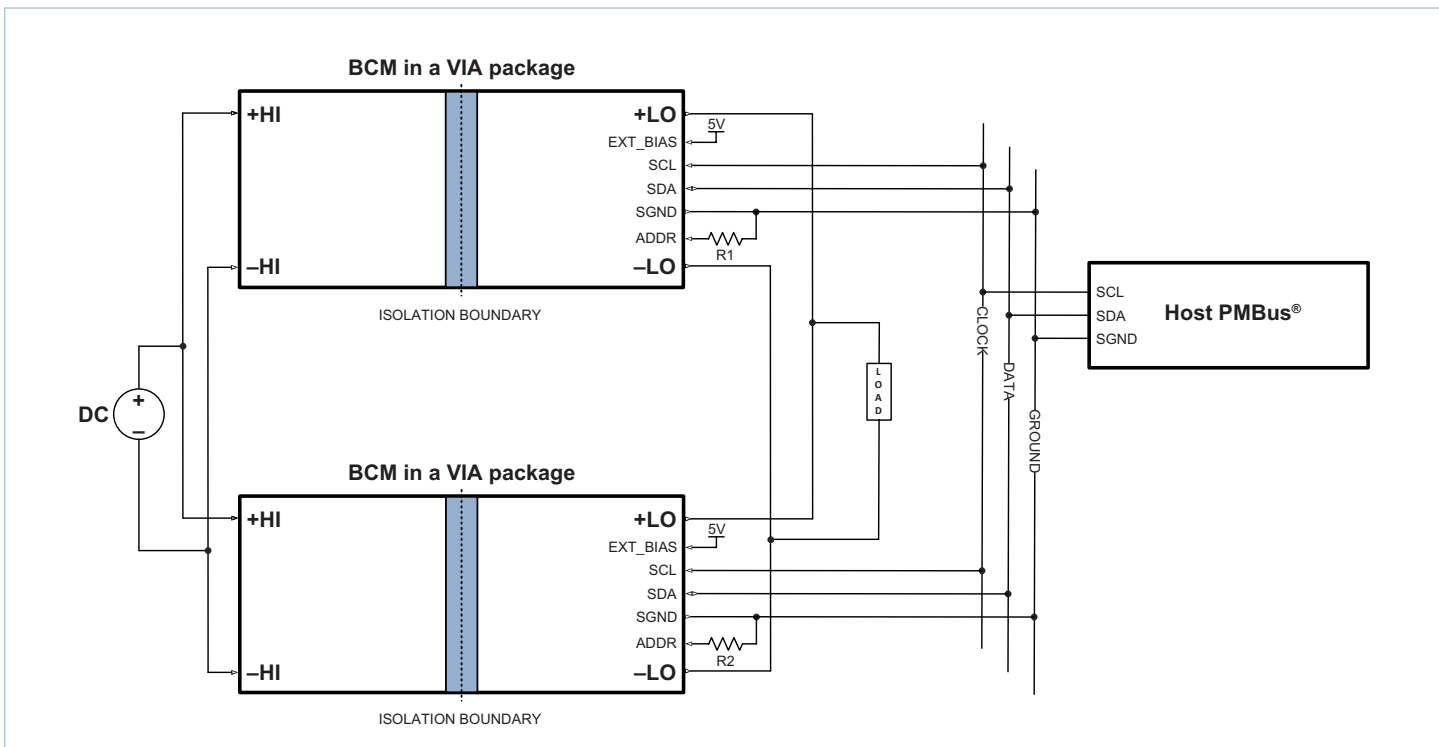 BCM in a VIA package
+HI
–HI
+LO
5V
EXT_BIAS
SCL
SDA
SGND
ADDR
R1
–LO
ISOLATION BOUNDARY
DC
+
–
LOAD
CLOCK
DATA
GROUND
SCL
SDA
SGND
Host PMBus®
BCM in a VIA package
+HI
–HI
+LO
5V
EXT_BIAS
SCL
SDA
SGND
ADDR
R2
–LO
ISOLATION BOUNDARY